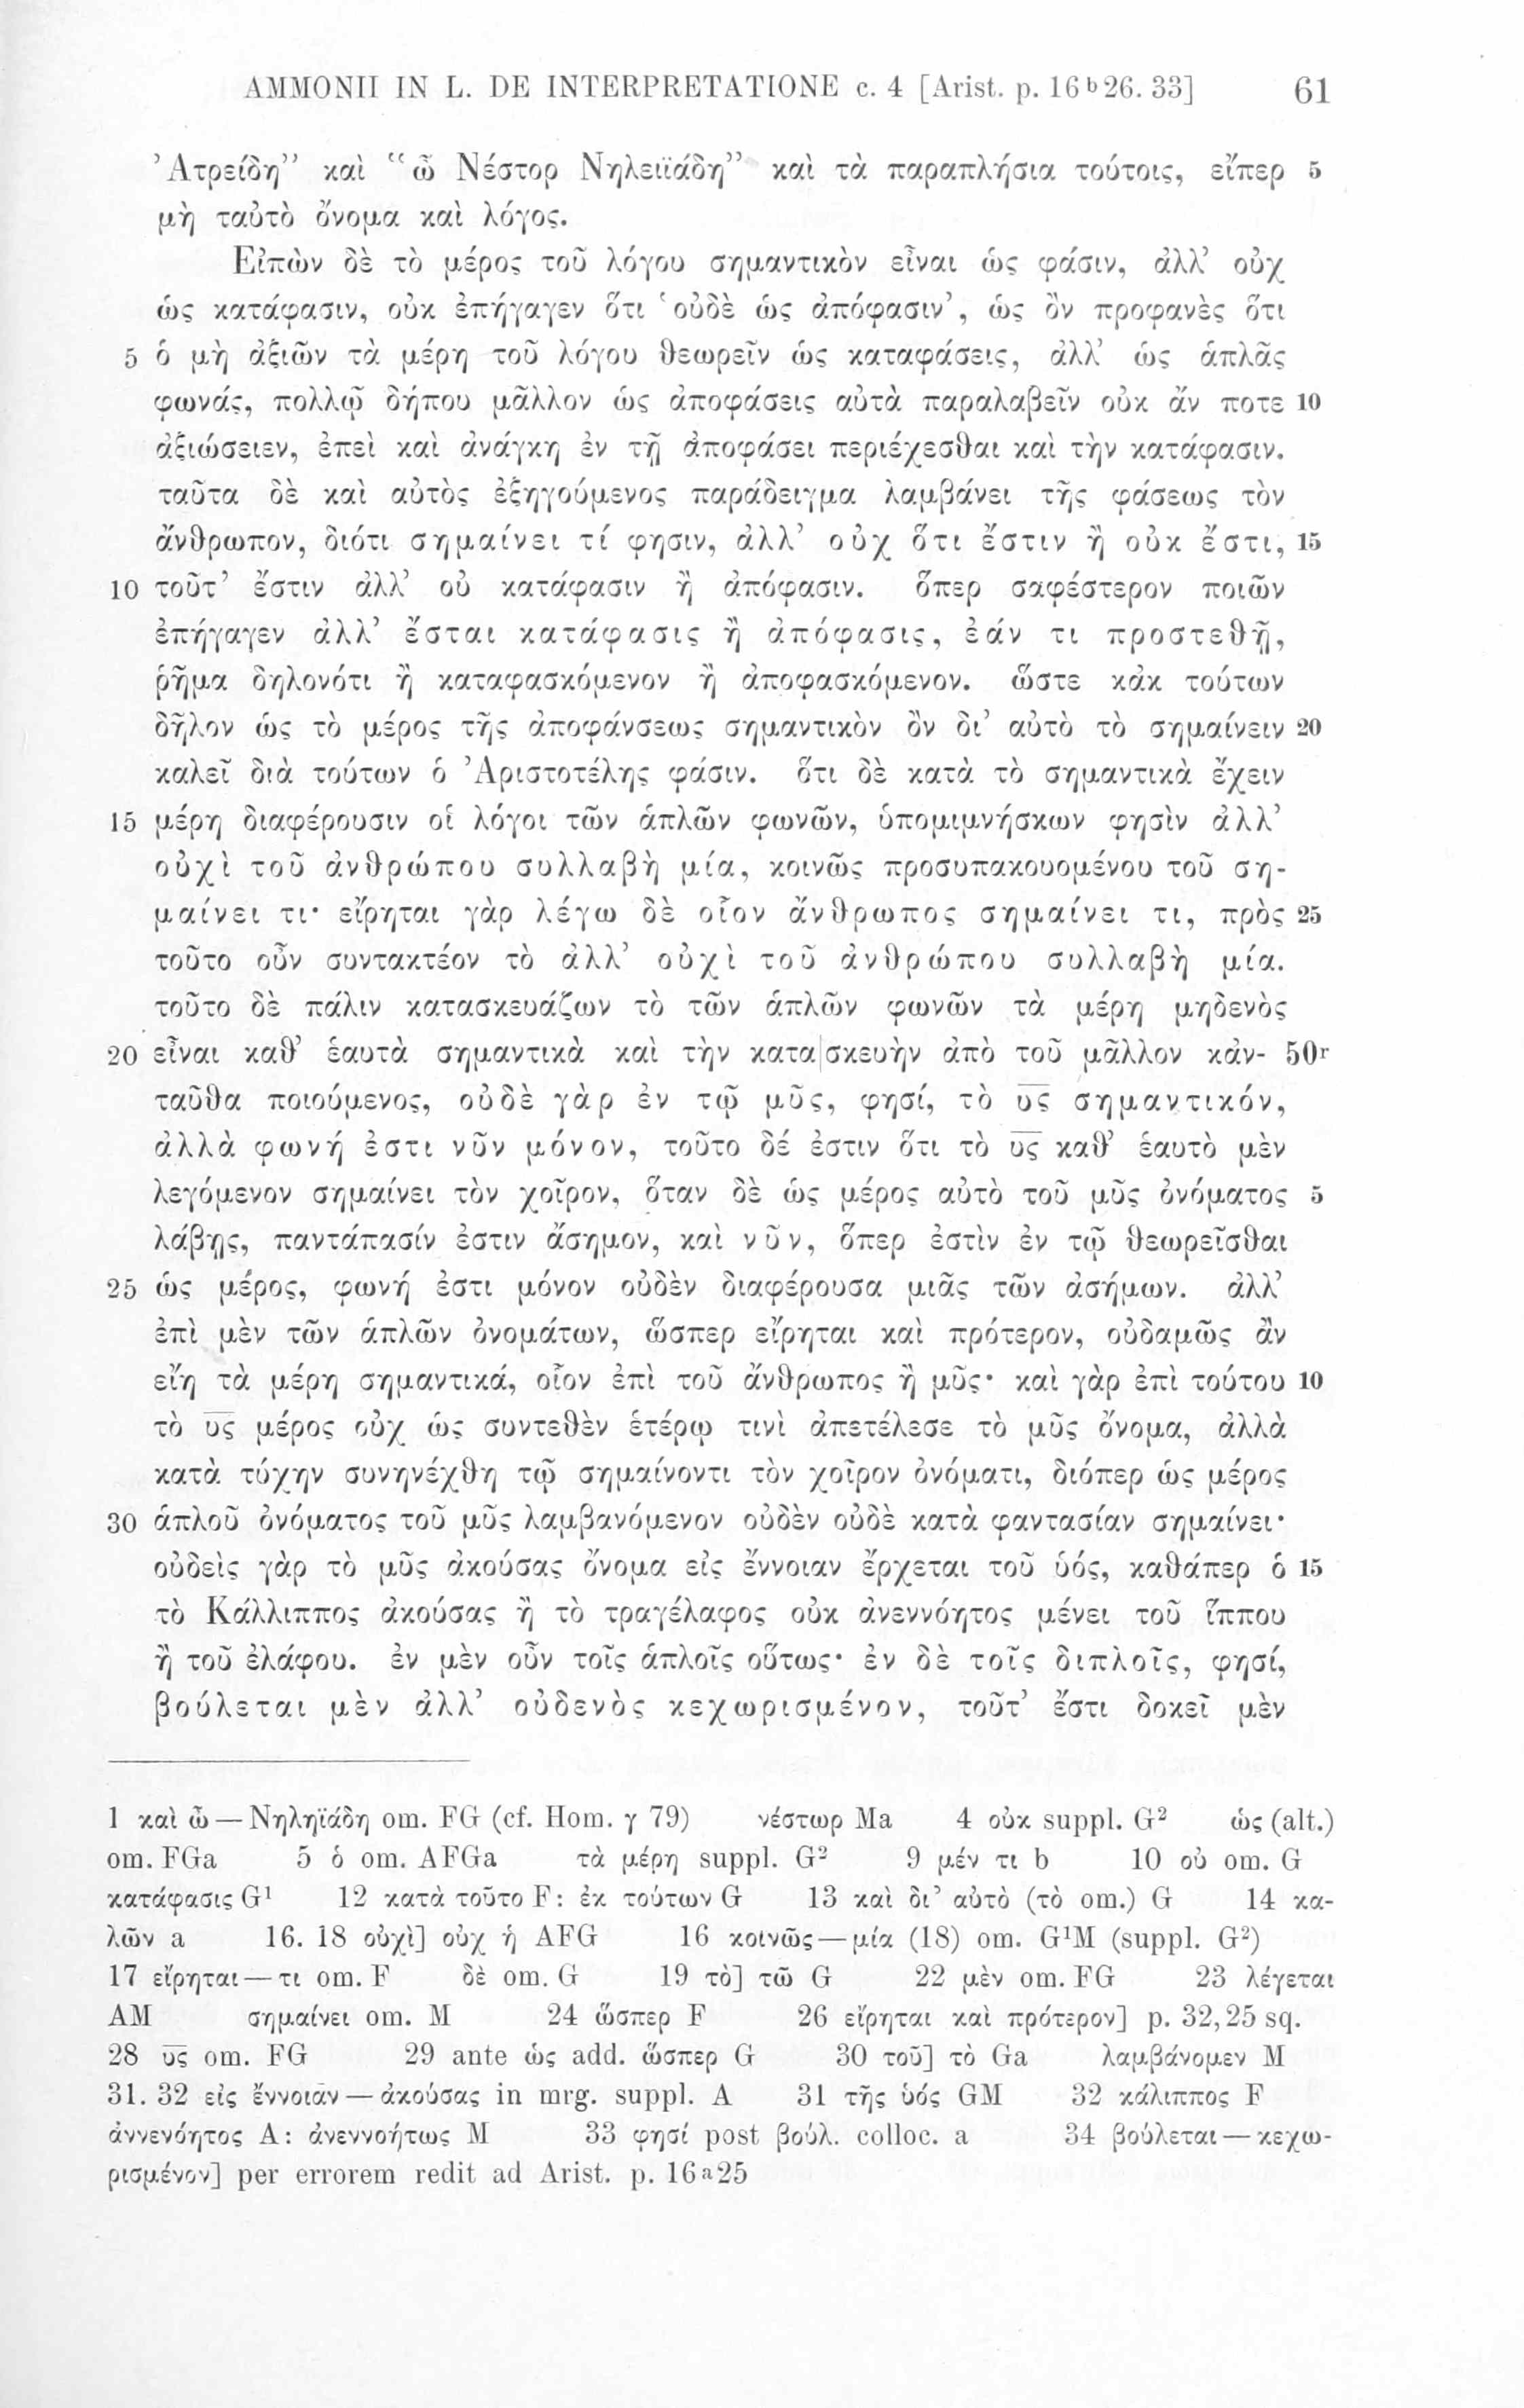 AMMONII IN L. DE INTERPRETATIONE c. 4 [Arist. p. 16ᵇ26. 33] 61
Ἀτρείδη” καὶ “ὦ Νέστορ Νηλειϊάδη” καὶ τὰ παραπλήσια τούτοις, εἴπερ 5
μὴ ταὐτὸ ὄνομα καὶ λόγος.
Εἰπὼν δὲ τὸ μέρος τοῦ λόγου σημαντικὸν εἶναι ὡς φάσιν, ἀλλ’ οὐχ
ὡς κατάφασιν, οὐκ ἐπήγαγεν ὅτι ‘οὐδὲ ὡς ἀπόφασιν’, ὡς ὂν προφανὲς ὅτι
5 ὁ μὴ ἀξιῶν τὰ μέρη τοῦ λόγου θεωρεῖν ὡς καταφάσεις, ἀλλ’ ὡς ἁπλᾶς
φωνάς, πολλῷ δήπου μᾶλλον ὡς ἀποφάσεις αὐτὰ παραλαβεῖν οὐκ ἄν ποτε 10
ἀξιώσειεν, ἐπεὶ καὶ ἀνάγκη ἐν τῇ ἀποφάσει περιέχεσθαι καὶ τὴν κατάφασιν.
ταῦτα δὲ καὶ αὐτὸς ἐξηγούμενος παράδειγμα λαμβάνει τῆς φάσεως τὸν
ἄνθρωπον, διότι σημαίνει τί φησιν, ἀλλ’ οὐχ ὅτι ἔστιν ἢ οὐκ ἔστι, 15
10 τοῦτ’ ἔστιν ἀλλ’ οὐ κατάφασιν ἢ ἀπόφασιν. ὅπερ σαφέστερον ποιῶν
ἐπήγαγεν ἀλλ’ ἔσται κατάφασις ἢ ἀπόφασις, ἐάν τι προστεθῇ,
ῥῆμα δηλονότι ἢ καταφασκόμενον ἢ ἀποφασκόμενον. ὥστε κἀκ τούτων
δῆλον ὡς τὸ μέρος τῆς ἀποφάνσεως σημαντικὸν ὂν δι’ αὐτὸ τὸ σημαίνειν 20
καλεῖ διὰ τούτων ὁ Ἀριστοτέλης φάσιν. ὅτι δὲ κατὰ τὸ σημαντικὰ ἔχειν
15 μέρη διαφέρουσιν οἱ λόγοι τῶν ἁπλῶν φωνῶν, ὑπομιμνήσκων φησὶν ἀλλ’
οὐχὶ τοῦ ἀνθρώπου συλλαβὴ μία, κοινῶς προσυπακουομένου τοῦ ση-
μαίνει τι· εἴρηται γὰρ λέγω δὲ οἷον ἄνθρωπος σημαίνει τι, πρὸς 25
τοῦτο οὖν συντακτέον τὸ ἀλλ’ οὐχὶ τοῦ ἀνθρώπου συλλαβὴ μία.
τοῦτο δὲ πάλιν κατασκευάζων τὸ τῶν ἁπλῶν φωνῶν τὰ μέρη μηδενὸς
20 εἶναι καθ’ ἑαυτὰ σημαντικὰ καὶ τὴν κατα|σκευὴν ἀπὸ τοῦ μᾶλλον κἀν- 50ʳ
ταῦθα ποιούμενος, οὐδὲ γὰρ ἐν τῷ μῦς, φησί, τὸ υς σημαντικόν,
ἀλλὰ φωνή ἐστι νῦν μόνον, τοῦτο δέ ἐστιν ὅτι τὸ υς καθ’ ἑαυτὸ μὲν
λεγόμενον σημαίνει τὸν χοῖρον, ὅταν δὲ ὡς μέρος αὐτὸ τοῦ μῦς ὀνόματος 5
λάβῃς, παντάπασίν ἐστιν ἄσημον, καὶ νῦν, ὅπερ ἐστὶν ἐν τῷ θεωρεῖσθαι
25 ὡς μέρος, φωνή ἐστι μόνον οὐδὲν διαφέρουσα μιᾶς τῶν ἀσήμων. ἀλλ’
ἐπὶ μὲν τῶν ἁπλῶν ὀνομάτων, ὥσπερ εἴρηται καὶ πρότερον, οὐδαμῶς ἂν
εἴη τὰ μέρη σημαντικά, οἷον ἐπὶ τοῦ ἄνθρωπος ἢ μῦς· καὶ γὰρ ἐπὶ τούτου 10
τὸ υς μέρος οὐχ ὡς συντεθὲν ἑτέρῳ τινὶ ἀπετέλεσε τὸ μῦς ὄνομα, ἀλλὰ
κατὰ τύχην συνηνέχθη τῷ σημαίνοντι τὸν χοῖρον ὀνόματι, διόπερ ὡς μέρος
30 ἁπλοῦ ὀνόματος τοῦ μῦς λαμβανόμενον οὐδὲν οὐδὲ κατὰ φαντασίαν σημαίνει·
οὐδεὶς γὰρ τὸ μῦς ἀκούσας ὄνομα εἰς ἔννοιαν ἔρχεται τοῦ ὑός, καθάπερ ὁ 15
τὸ Κάλλιππος ἀκούσας ἢ τὸ τραγέλαφος οὐκ ἀνεννόητος μένει τοῦ ἵππου
ἢ τοῦ ἐλάφου. ἐν μὲν οὖν τοῖς ἁπλοῖς οὕτως· ἐν δὲ τοῖς διπλοῖς, φησί,
βούλεται μὲν ἀλλ’ οὐδενὸς κεχωρισμένον, τοῦτ’ ἔστι δοκεῖ μὲν
1 καὶ ὦ — Νηληϊάδη om. FG (cf. Hom. γ 79) νέστωρ Ma 4 οὐκ suppl. G² ὡς (alt.)
om. FGa 5 ὁ om. AFGa τὰ μέρη suppl. G² 9 μέν τι b 10 οὐ om. G
κατάφασις G¹ 12 κατὰ τοῦτο F: ἐκ τούτων G 13 καὶ δι’ αὐτὸ (τὸ om.) G 14 κα-
λῶν a 16. 18 οὐχὶ] οὐχ ἡ AFG 16 κοινῶς — μία (18) om. G¹M (suppl. G²)
17 εἴρηται — τι om. F δὲ om. G 19 τὸ] τῶ G 22 μὲν om. FG 23 λέγεται
AM σημαίνει om. M 24 ὥσπερ F 26 εἴρηται καὶ πρότερον] p. 32,25 sq.
28 υς om. FG 29 ante ὡς add. ὥσπερ G 30 τοῦ] τὸ Ga λαμβάνομεν M
31. 32 εἰς ἔννοιαν — ἀκούσας in mrg. suppl. A 31 τῆς ὑός GM 32 κάλιππος F
ἀννενόητος A: ἀνεννοήτως M 33 φησί post βούλ. colloc. a 34 βούλεται — κεχω-
ρισμένον] per errorem redit ad Arist. p. 16ᵃ25